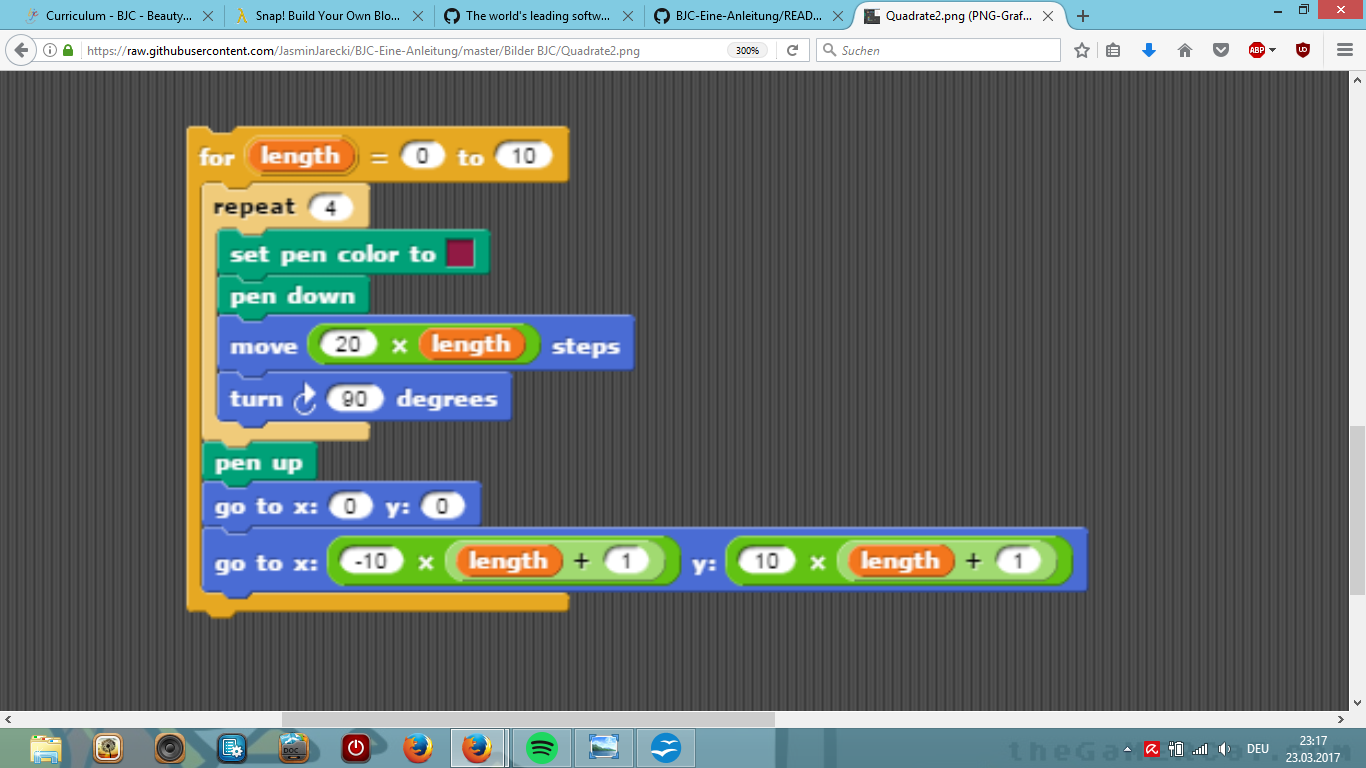 Curriculum - BJC - Beauty...
Snap! Build Your Own Blo...
The world's leading softw...
BJC-Eine-Anleitung/READ...
Quadrate2.png (PNG-Graf...
https://raw.githubusercontent.com/JasminJarecki/BJC-Eine-Anleitung/master/Bilder BJC/Quadrate2.png
300%
Suchen
ABP
for length = 0 to 10
repeat 4
set pen color to
pen down
move 20 × length steps
turn 90 degrees
pen up
go to x: 0 y: 0
go to x: -10 × length + 1 y: 10 × length + 1
DOC
DEU
23:17
23.03.2017